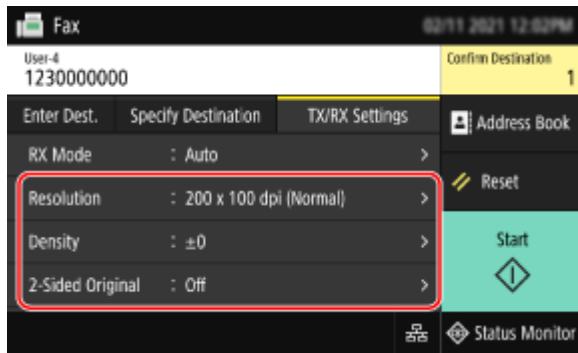 Fax
02/11 2021 12:02PM
User-4
1230000000
Confirm Destination
1
Enter Dest.
Specify Destination
TX/RX Settings
Address Book
RX Mode : Auto
Resolution : 200 x 100 dpi (Normal)
Density : ±0
2-Sided Original : Off
Reset
Start
Status Monitor